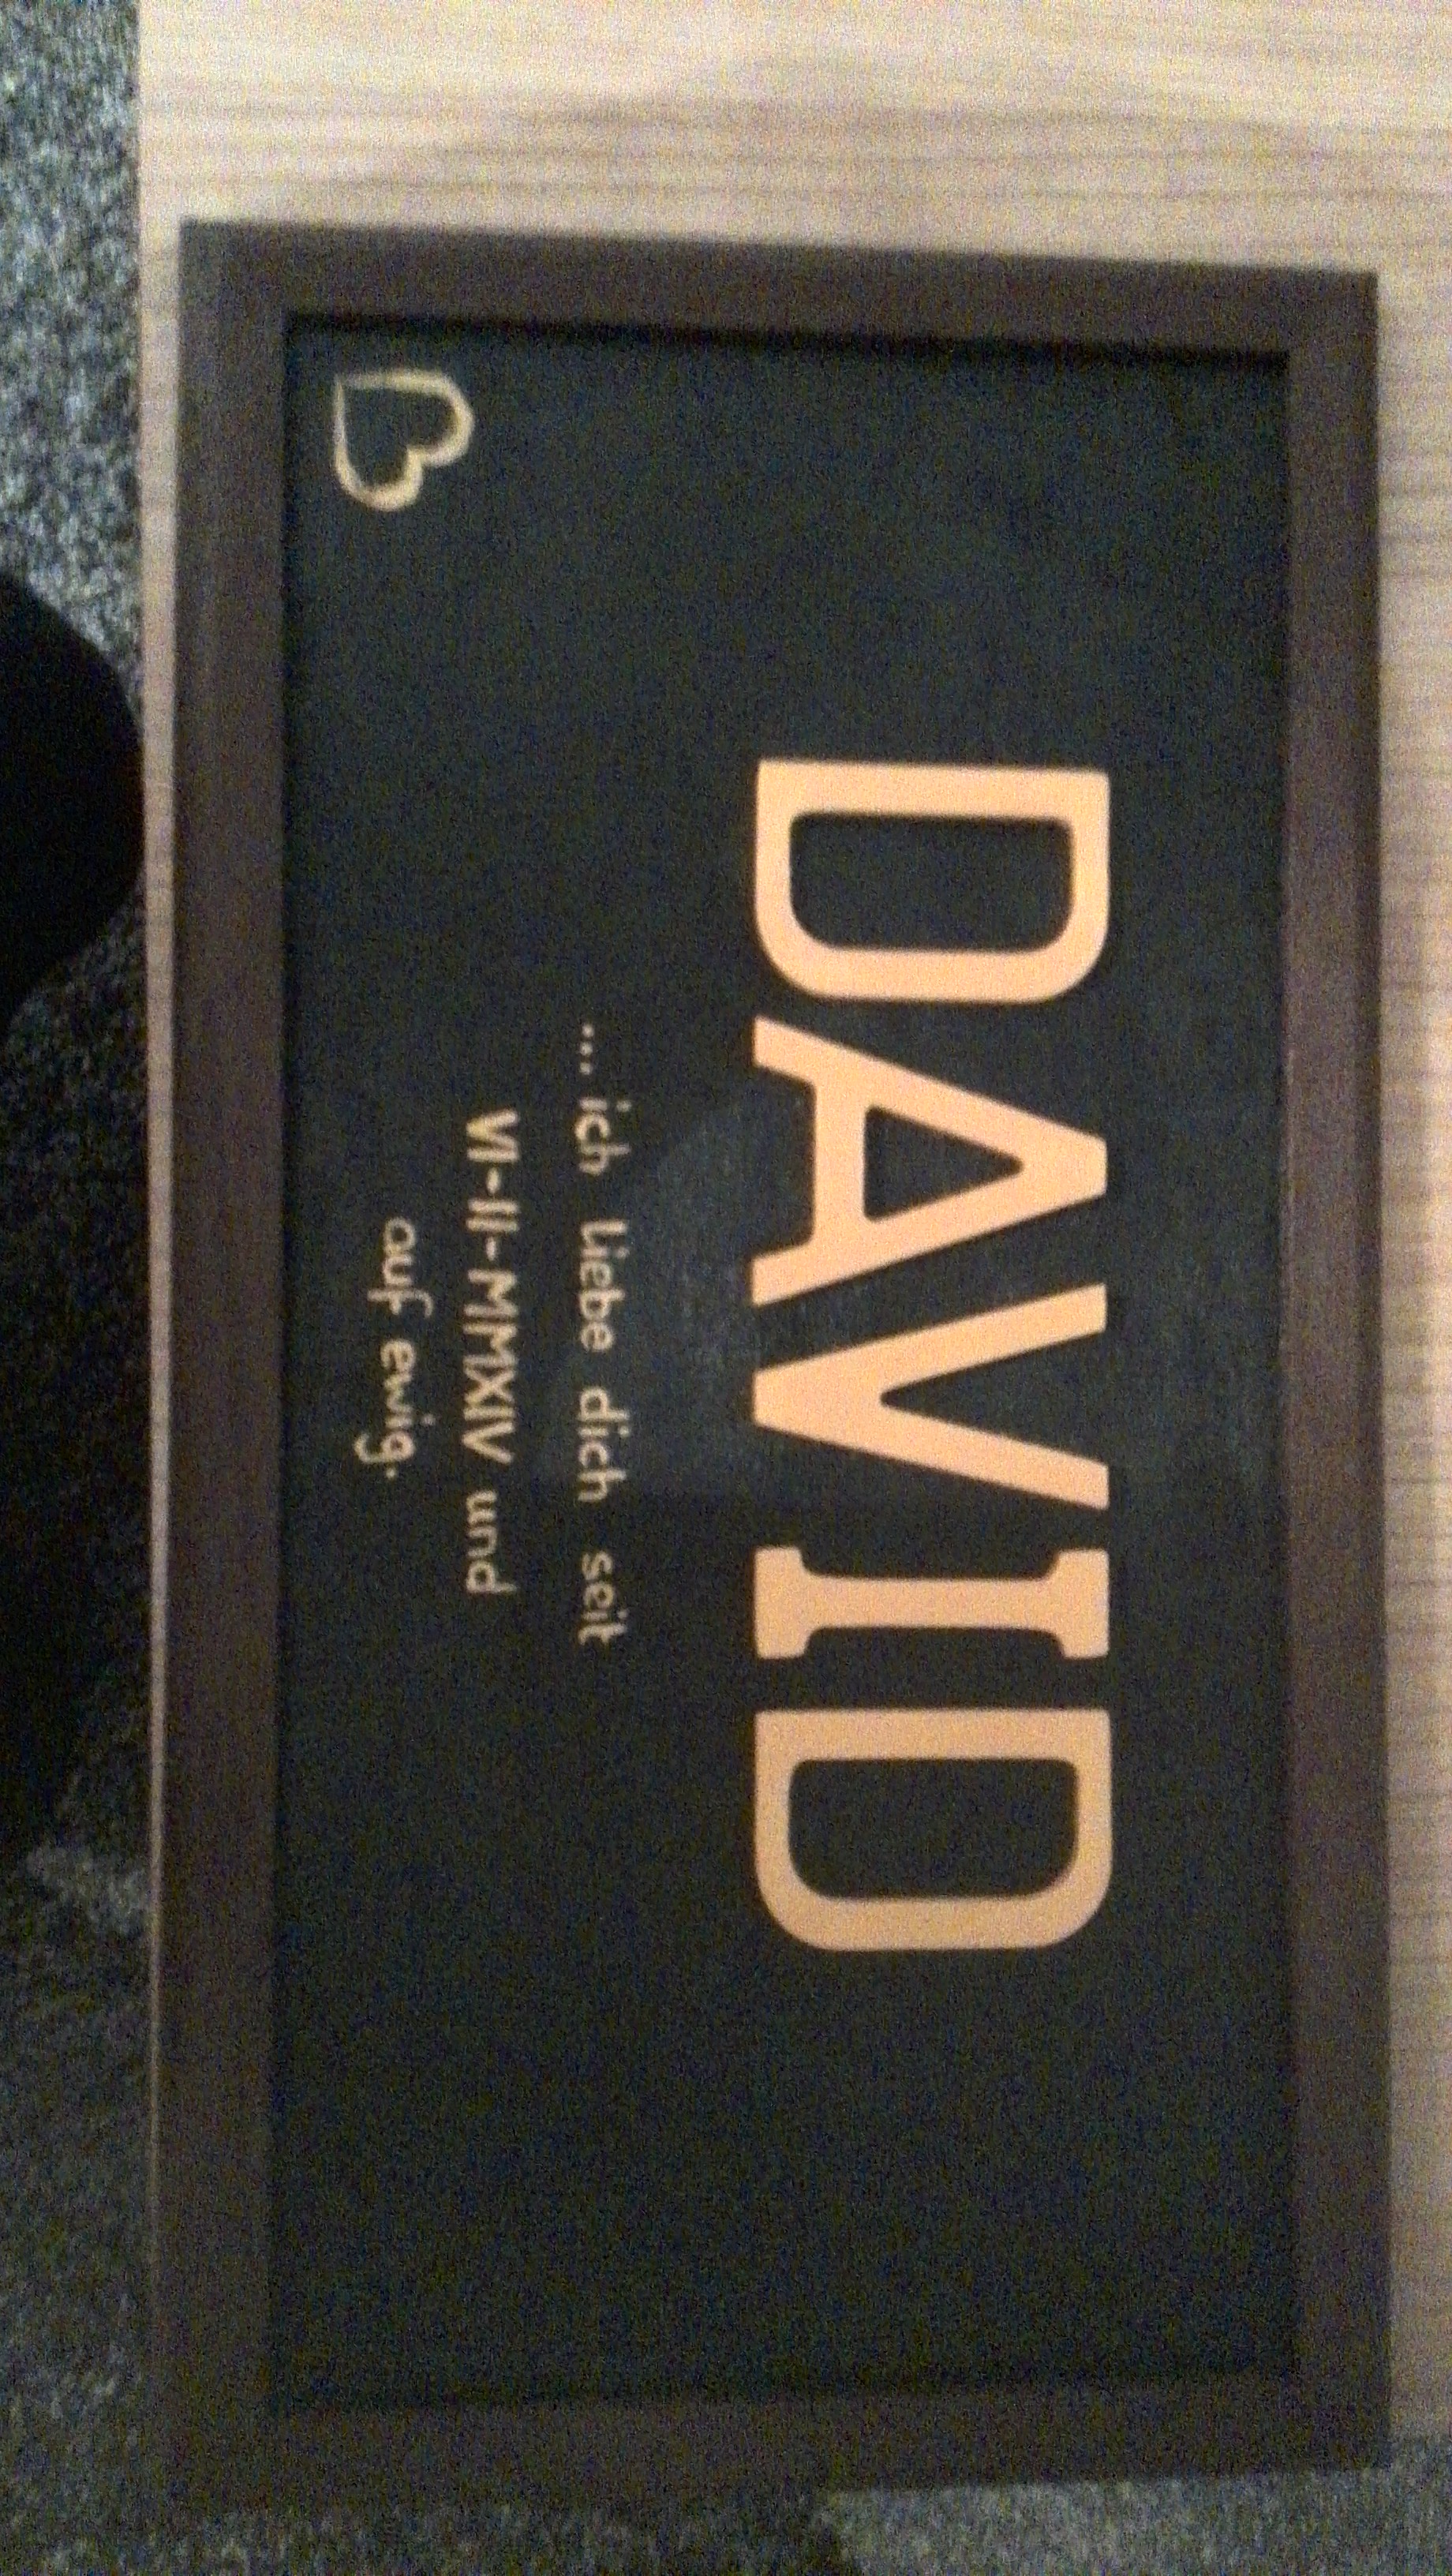 DAVID
... ich liebe dich seit
VI-II-MMXIV und
auf ewig.